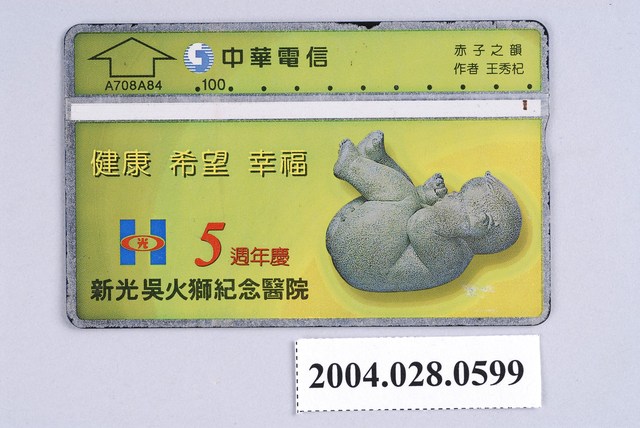 中華電信
赤子之韻
作者 王秀杞
A708A84
100
健康 希望 幸福
光
5週年慶
新光吳火獅紀念醫院
2004.028.0599